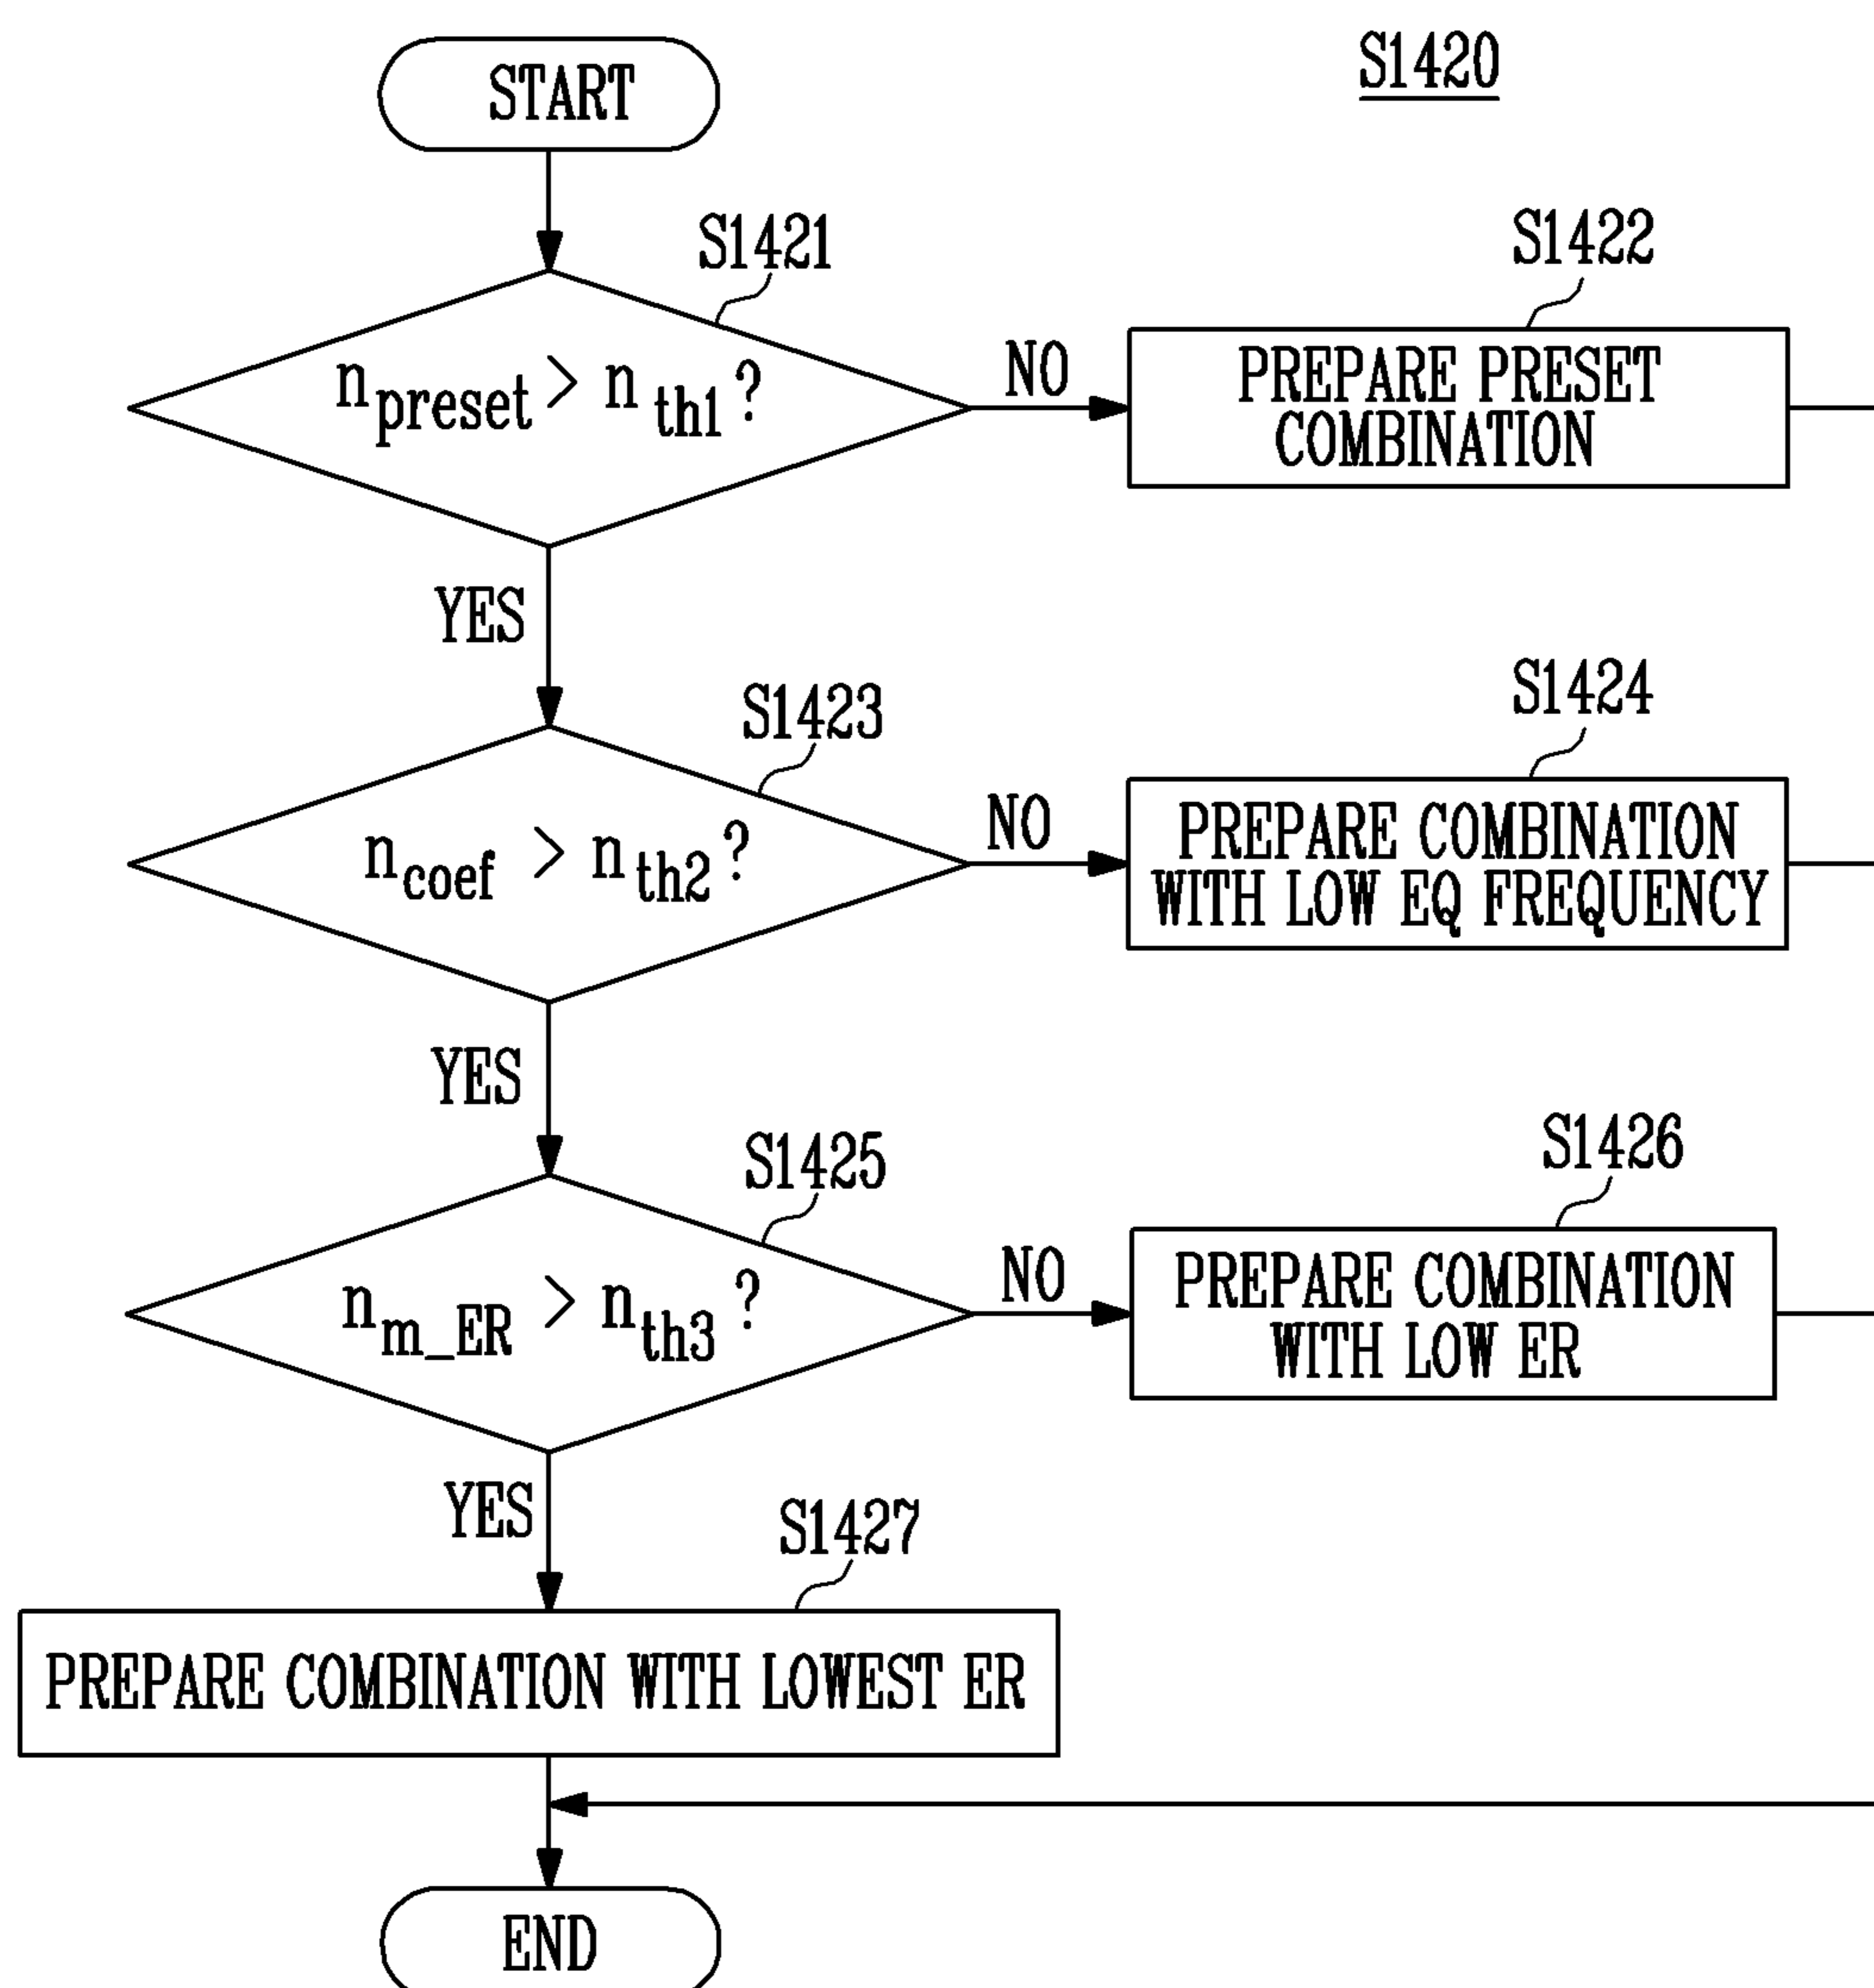 S1420
START
S1421
n_preset > n_th1 ?
NO
S1422
PREPARE PRESET
COMBINATION
YES
S1423
n_coef > n_th2 ?
NO
S1424
PREPARE COMBINATION
WITH LOW EQ FREQUENCY
YES
S1425
n_m_ER > n_th3 ?
NO
S1426
PREPARE COMBINATION
WITH LOW ER
YES
S1427
PREPARE COMBINATION WITH LOWEST ER
END